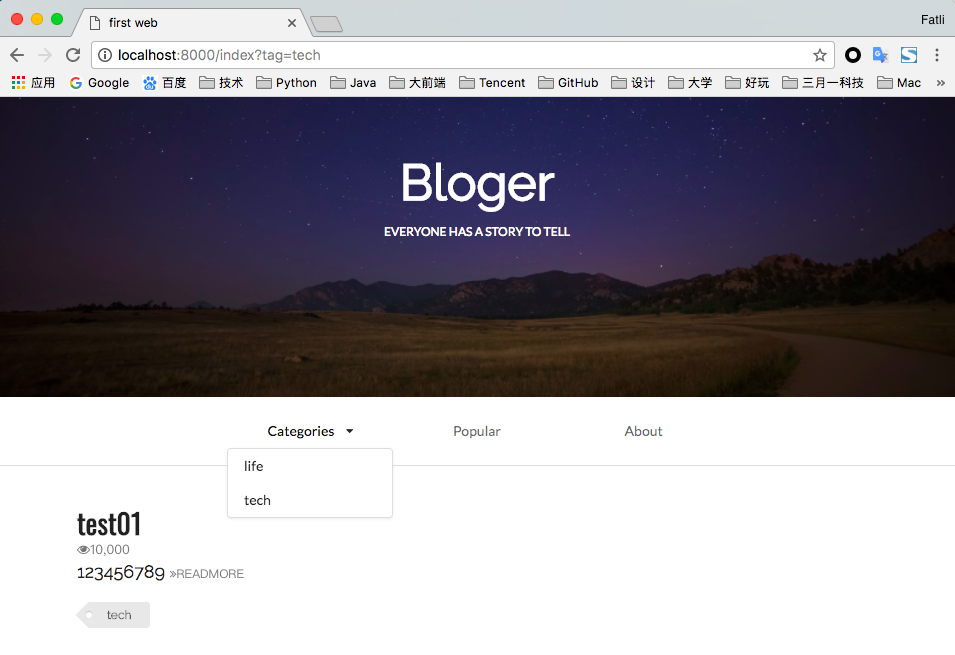 first web
Fatli
localhost:8000/index?tag=tech
应用 Google 百度 技术 Python Java 大前端 Tencent GitHub 设计 大学 好玩 三月一科技 Mac »
Bloger
EVERYONE HAS A STORY TO TELL
Categories Popular About
life
tech
test01
10,000
123456789 »READMORE
tech